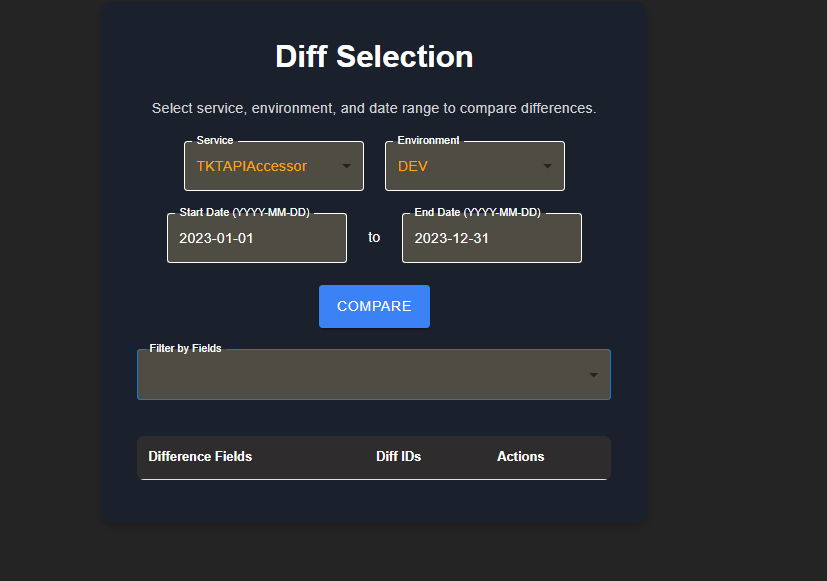 Diff Selection
Select service, environment, and date range to compare differences.
Service Environment
TKTAPIAccessor DEV
Start Date (YYYY-MM-DD) End Date (YYYY-MM-DD)
2023-01-01 to 2023-12-31
COMPARE
Filter by Fields
Difference Fields Diff IDs Actions